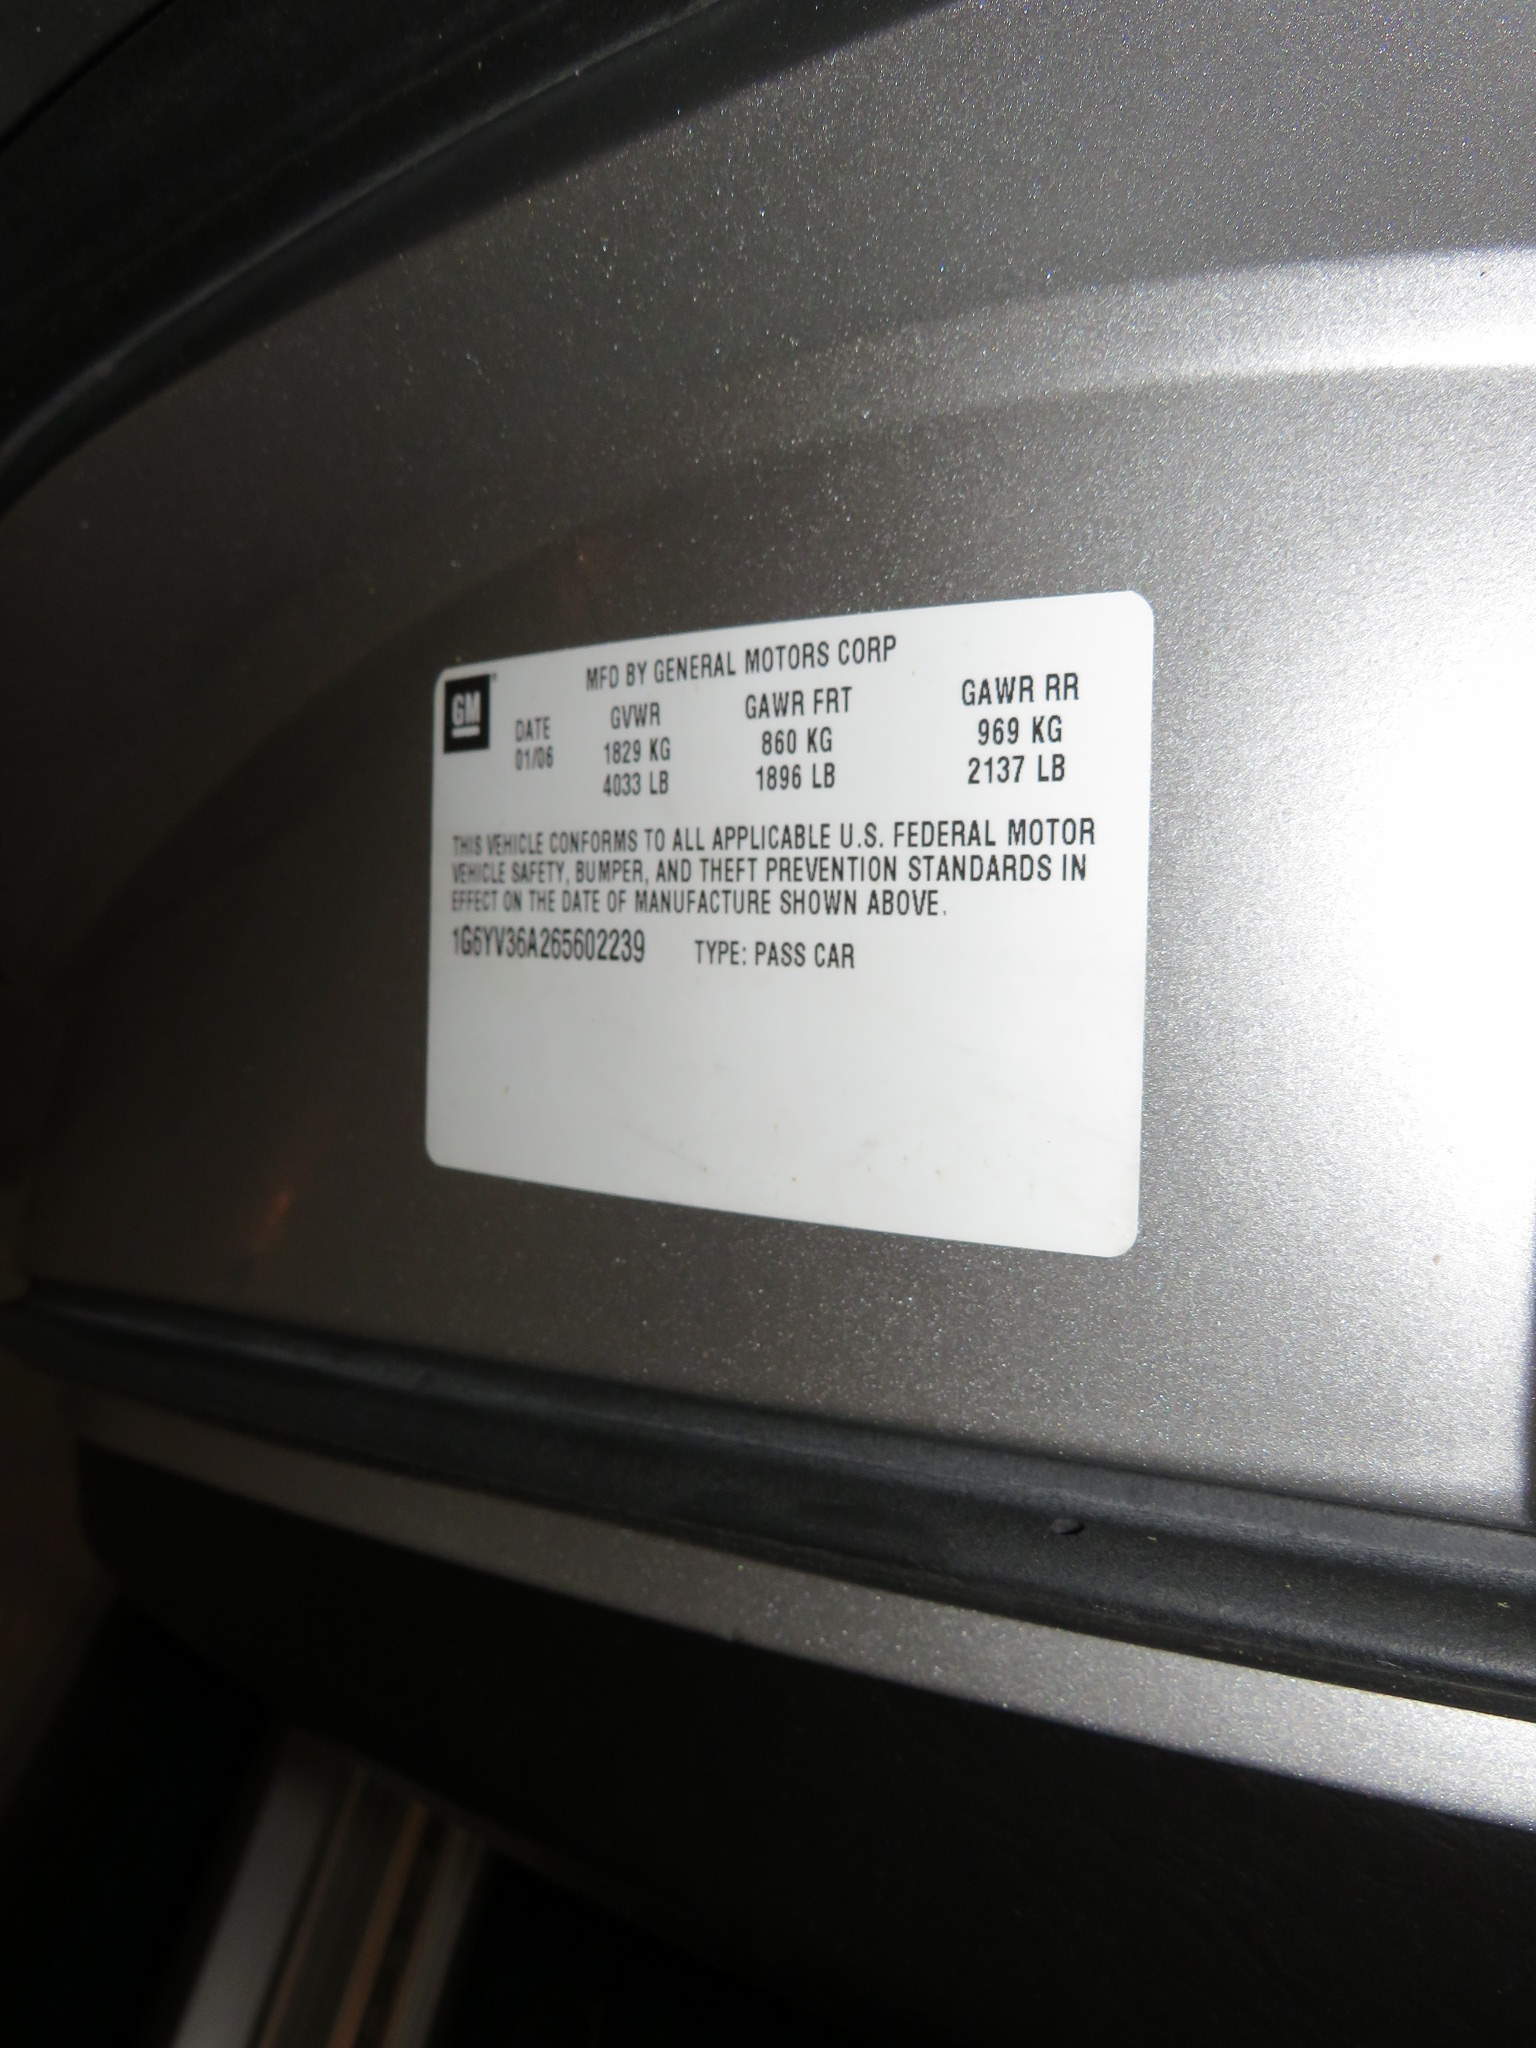 GM
MFD BY GENERAL MOTORS CORP
DATE GVWR GAWR FRT GAWR RR
01/06 1829 KG 860 KG 969 KG
4033 LB 1896 LB 2137 LB
THIS VEHICLE CONFORMS TO ALL APPLICABLE U.S. FEDERAL MOTOR
VEHICLE SAFETY, BUMPER, AND THEFT PREVENTION STANDARDS IN
EFFECT ON THE DATE OF MANUFACTURE SHOWN ABOVE.
1G6YV36A265602239 TYPE: PASS CAR